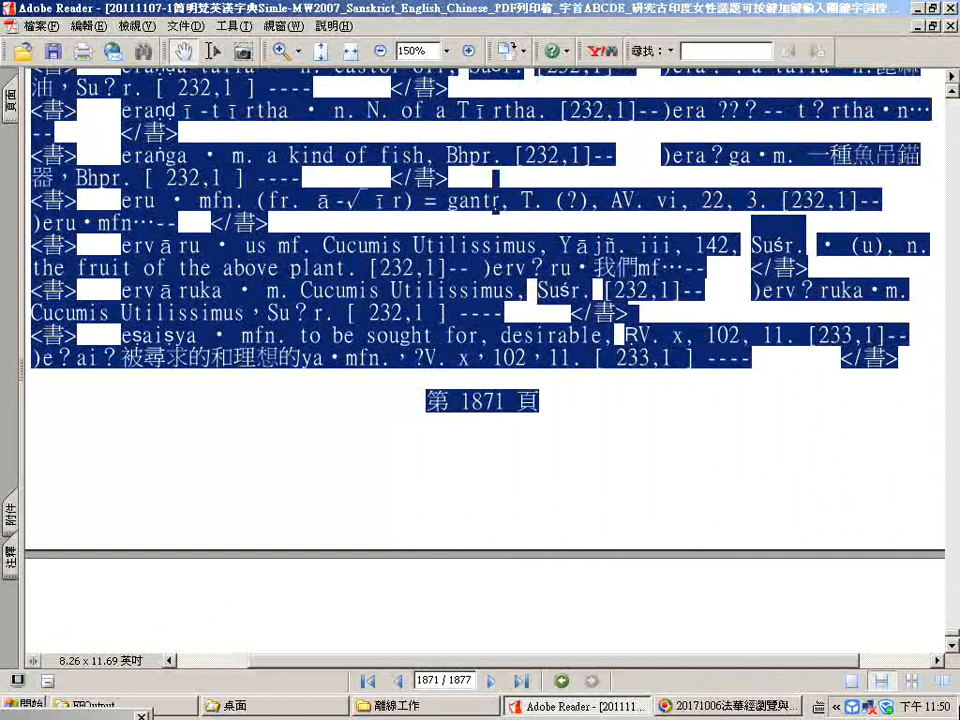 Adobe Reader - [20111107-1簡明梵英漢字典Simle-MW2007_Sanskrict_English_Chinese_PDF列印檔_字首ABCDE_研究古印度女性議題可按鍵加鍵輸入關鍵字詞搜...
檔案(F) 編輯(E) 檢視(V) 文件(D) 工具(T) 視窗(W) 說明(H)
150% 尋找:
頁面
油，Su？r. [ 232,1 ] ---- </書>
<書> eraṇḍī-tīrtha • n. N. of a Tīrtha. [232,1]--)era ???-- t？rtha•n…
-- </書>
<書> eraṅga • m. a kind of fish, Bhpr. [232,1]-- )era？ga•m. 一種魚吊錨
器，Bhpr. [ 232,1 ] ---- </書>
<書> eru • mfn. (fr. ā-√ īr) = gantṛ, T. (?), AV. vi, 22, 3. [232,1]--
)eru•mfn…-- </書>
<書> ervāru • us mf. Cucumis Utilissimus, Yājñ. iii, 142, Suśr. • (u), n.
the fruit of the above plant. [232,1]-- )erv？ru•我們mf…-- </書>
<書> ervāruka • m. Cucumis Utilissimus, Suśr. [232,1]-- )erv？ruka•m.
Cucumis Utilissimus，Su？r. [ 232,1 ] ---- </書>
<書> eṣaiṣya • mfn. to be sought for, desirable, ṚV. x, 102, 11. [233,1]--
)e？ai？被尋求的和理想的ya•mfn.，?V. x，102，11. [ 233,1 ] ---- </書>
第 1871 頁
附件
注釋
8.26 x 11.69 英吋
1871 / 1877
開始 FFOutput 桌面 離線工作 Adobe Reader - [201111... 20171006法華經瀏覽與... 下午 11:50